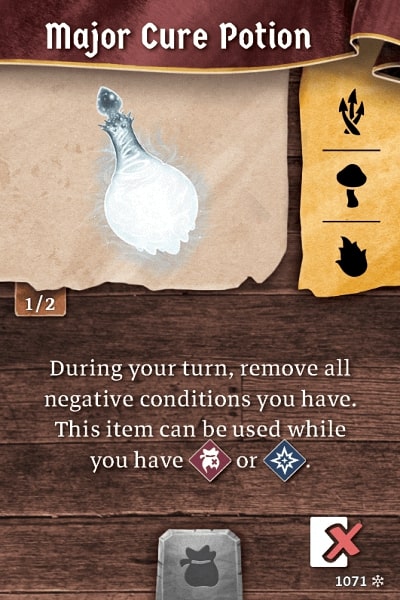 Major Cure Potion
1/2
During your turn, remove all
negative conditions you have.
This item can be used while
you have or .
1071